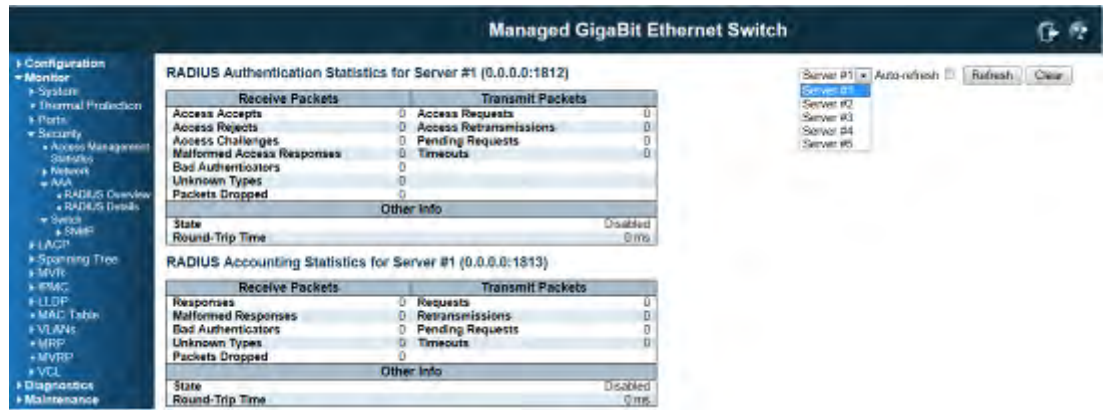 Managed GigaBit Ethernet Switch
Configuration
Monitor
System
Thermal Protection
Ports
Security
Access Management
Statistics
Network
AAA
RADIUS Overview
RADIUS Details
Switch
SNMP
LACP
Spanning Tree
MVR
IPMC
LLDP
MAC Table
VLANs
MRP
MVRP
VCL
Diagnostics
Maintenance
RADIUS Authentication Statistics for Server #1 (0.0.0.0:1812)
Receive Packets Transmit Packets
Access Accepts 0 Access Requests 0
Access Rejects 0 Access Retransmissions 0
Access Challenges 0 Pending Requests 0
Malformed Access Responses 0 Timeouts 0
Bad Authenticators 0
Unknown Types 0
Packets Dropped 0
Other Info
State Disabled
Round-Trip Time 0 ms
RADIUS Accounting Statistics for Server #1 (0.0.0.0:1813)
Receive Packets Transmit Packets
Responses 0 Requests 0
Malformed Responses 0 Retransmissions 0
Bad Authenticators 0 Pending Requests 0
Unknown Types 0 Timeouts 0
Packets Dropped 0
Other Info
State Disabled
Round-Trip Time 0 ms
Server #1 Auto-refresh Refresh Clear
Server #1
Server #2
Server #3
Server #4
Server #5